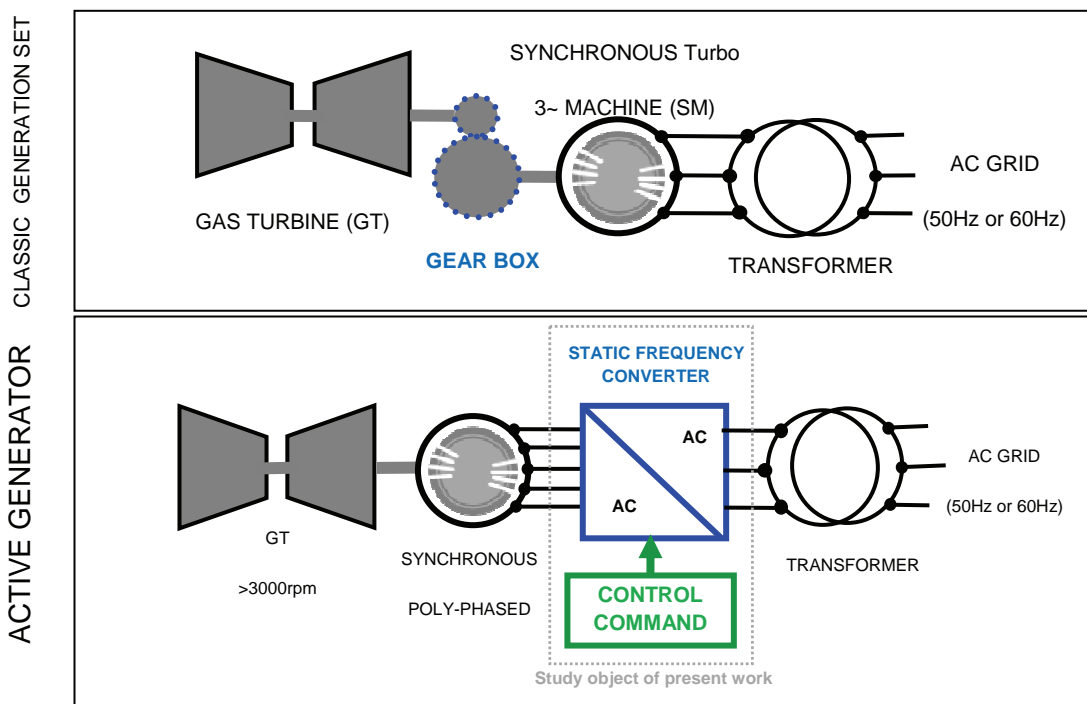 CLASSIC GENERATION SET
SYNCHRONOUS Turbo
3~ MACHINE (SM)
GAS TURBINE (GT)
GEAR BOX
AC GRID
(50Hz or 60Hz)
TRANSFORMER
ACTIVE GENERATOR
STATIC FREQUENCY
CONVERTER
AC
AC
GT
>3000rpm
SYNCHRONOUS
POLY-PHASED
CONTROL
COMMAND
TRANSFORMER
AC GRID
(50Hz or 60Hz)
Study object of present work